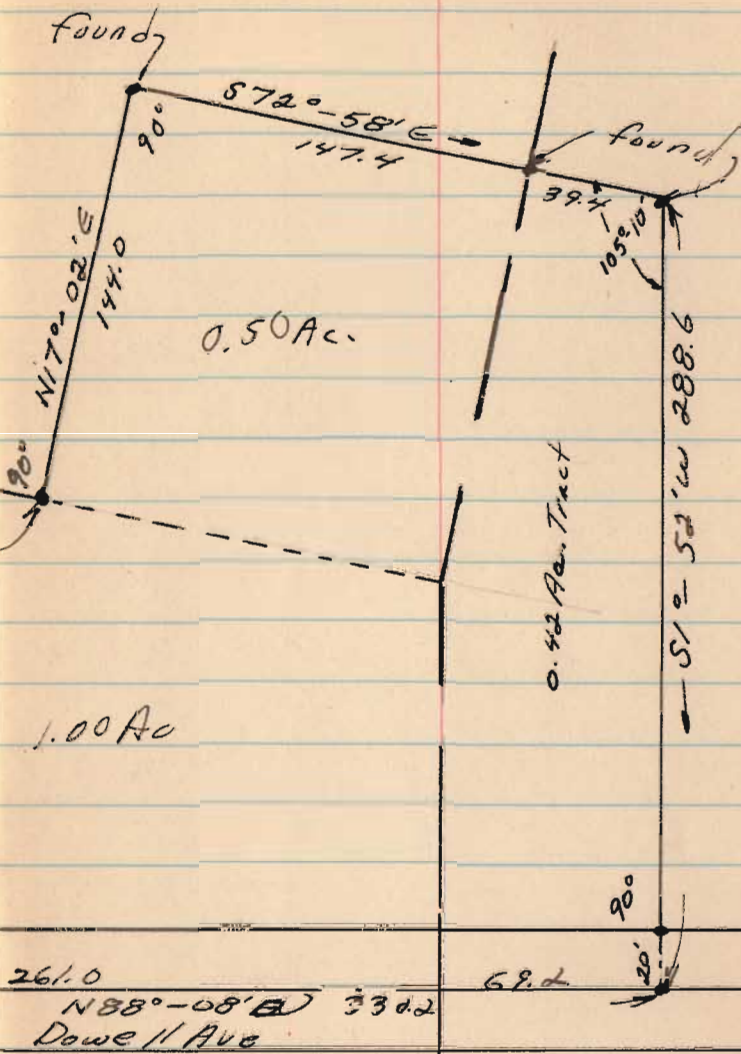 found
S72°-58'E
147.4
found
39.4
90°
105°-10'
N17°-02'E
144.0
0.50Ac.
S1°-52'W 288.6
0.42 Ac. Tract
90°
1.00 Ac
90°
20'
261.0
69.2
N88°-08'E 330.2
Dowell Ave